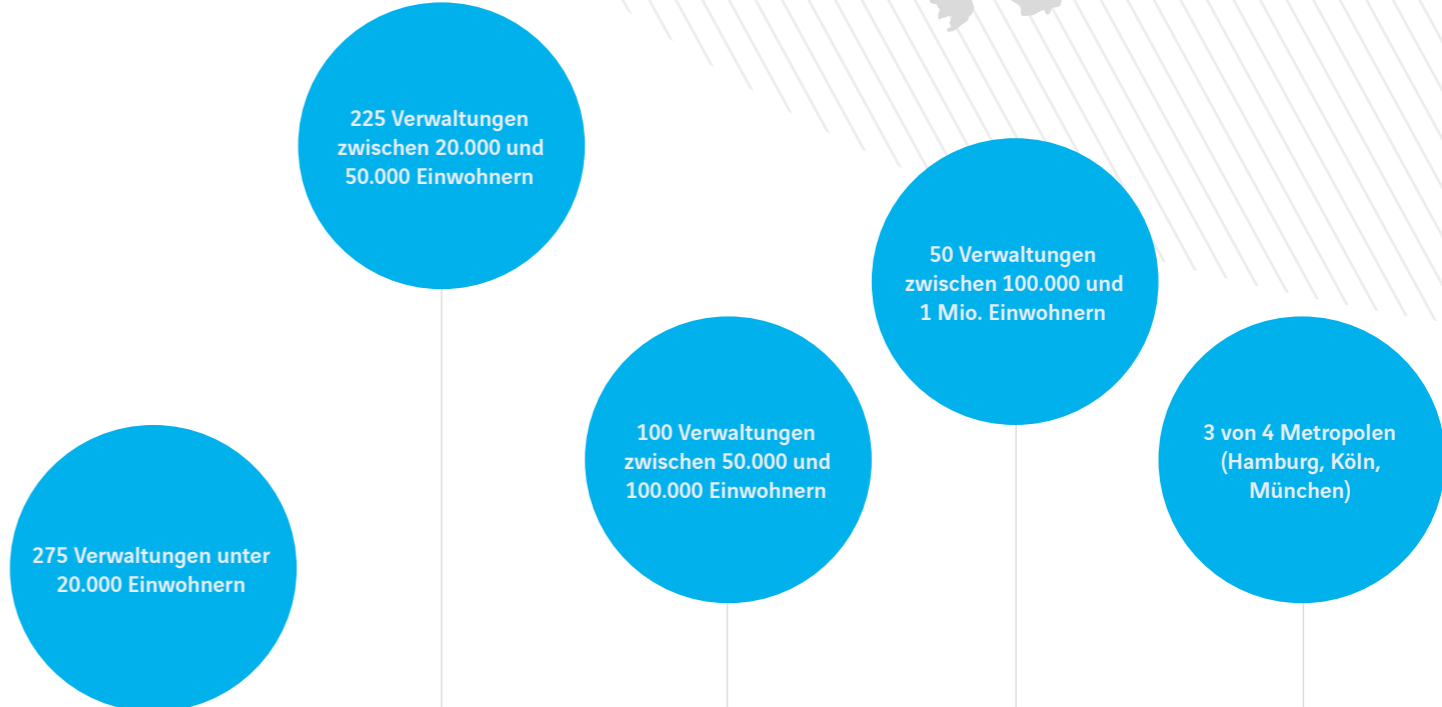 225 Verwaltungen
zwischen 20.000 und
50.000 Einwohnern
50 Verwaltungen
zwischen 100.000 und
1 Mio. Einwohnern
100 Verwaltungen
zwischen 50.000 und
100.000 Einwohnern
3 von 4 Metropolen
(Hamburg, Köln,
München)
275 Verwaltungen unter
20.000 Einwohnern